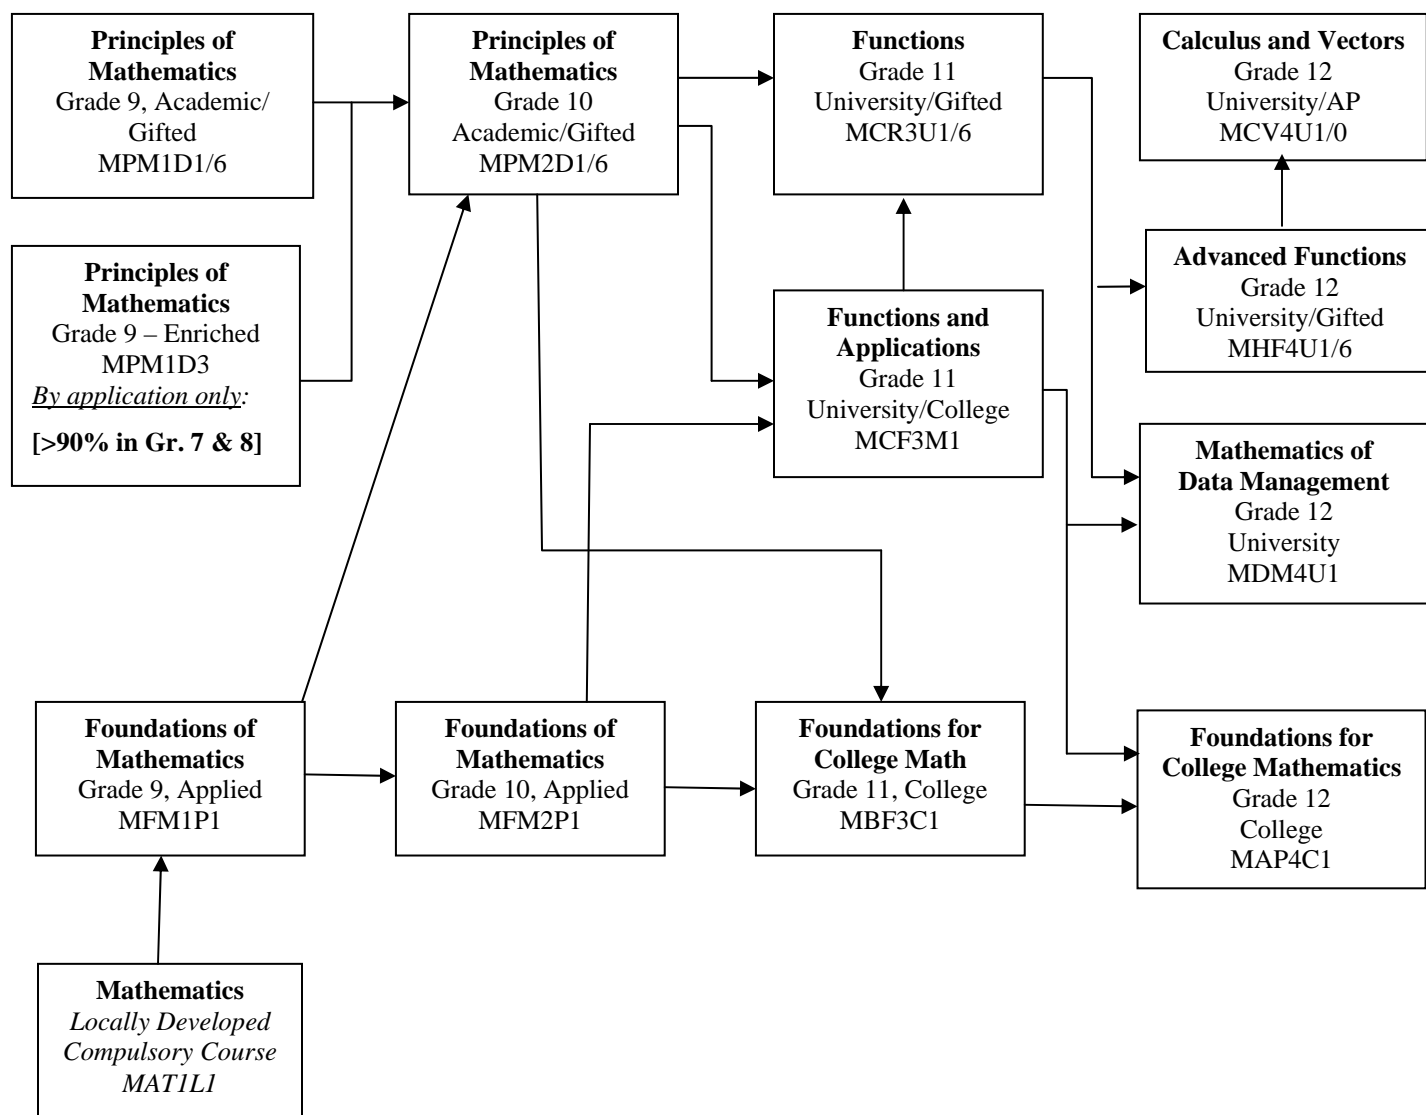 Principles of
Mathematics
Grade 9, Academic/
Gifted
MPM1D1/6
Principles of
Mathematics
Grade 10
Academic/Gifted
MPM2D1/6
Functions
Grade 11
University/Gifted
MCR3U1/6
Calculus and Vectors
Grade 12
University/AP
MCV4U1/0
Principles of
Mathematics
Grade 9 – Enriched
MPM1D3
By application only:
[>90% in Gr. 7 & 8]
Functions and
Applications
Grade 11
University/College
MCF3M1
Advanced Functions
Grade 12
University/Gifted
MHF4U1/6
Mathematics of
Data Management
Grade 12
University
MDM4U1
Foundations of
Mathematics
Grade 9, Applied
MFM1P1
Foundations of
Mathematics
Grade 10, Applied
MFM2P1
Foundations for
College Math
Grade 11, College
MBF3C1
Foundations for
College Mathematics
Grade 12
College
MAP4C1
Mathematics
Locally Developed
Compulsory Course
MAT1L1